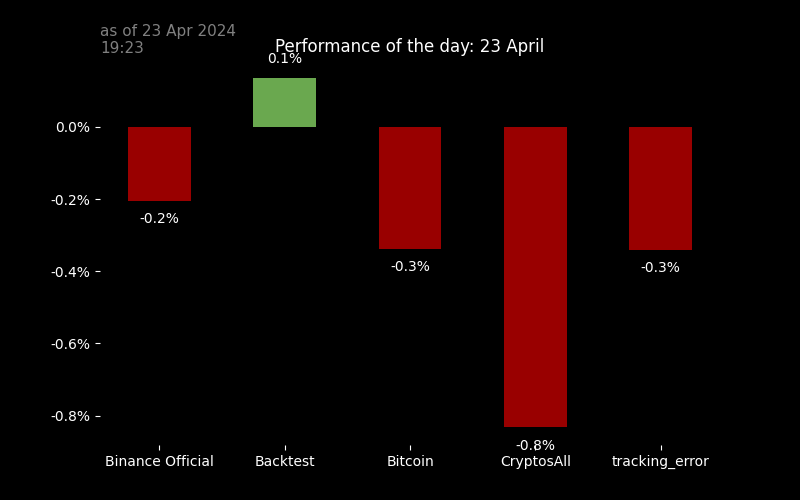 as of 23 Apr 2024
19:23
Performance of the day: 23 April
0.1%
0.0%
-0.2%
-0.4%
-0.6%
-0.8%
-0.2%
-0.3%
-0.8%
-0.3%
Binance Official
Backtest
Bitcoin
CryptosAll
tracking_error